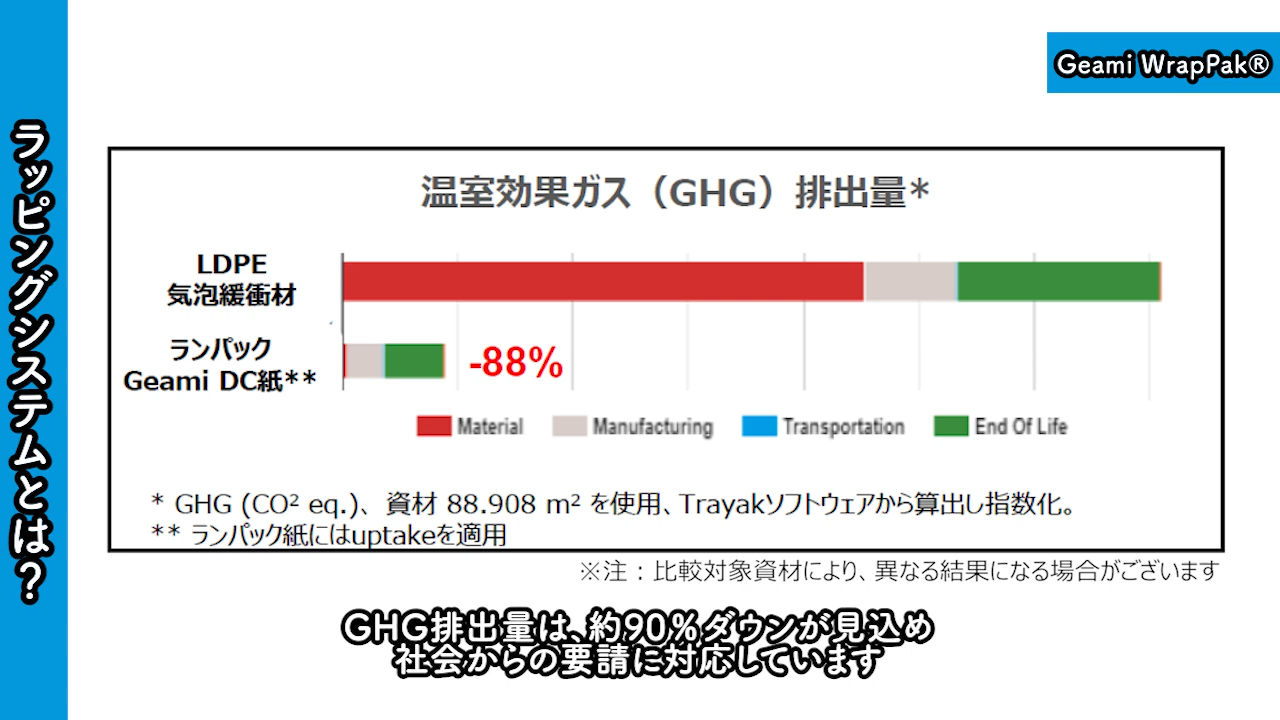 Geami WrapPak®
ラッピングシステムとは？
温室効果ガス（GHG）排出量*
LDPE
気泡緩衝材
ランパック
Geami DC紙**
-88%
Material Manufacturing Transportation End Of Life
* GHG (CO² eq.)、資材 88.908 m² を使用、Trayakソフトウェアから算出し指数化。
** ランパック紙にはuptakeを適用
※注：比較対象資材により、異なる結果になる場合がございます
GHG排出量は、約90％ダウンが見込め
社会からの要請に対応しています